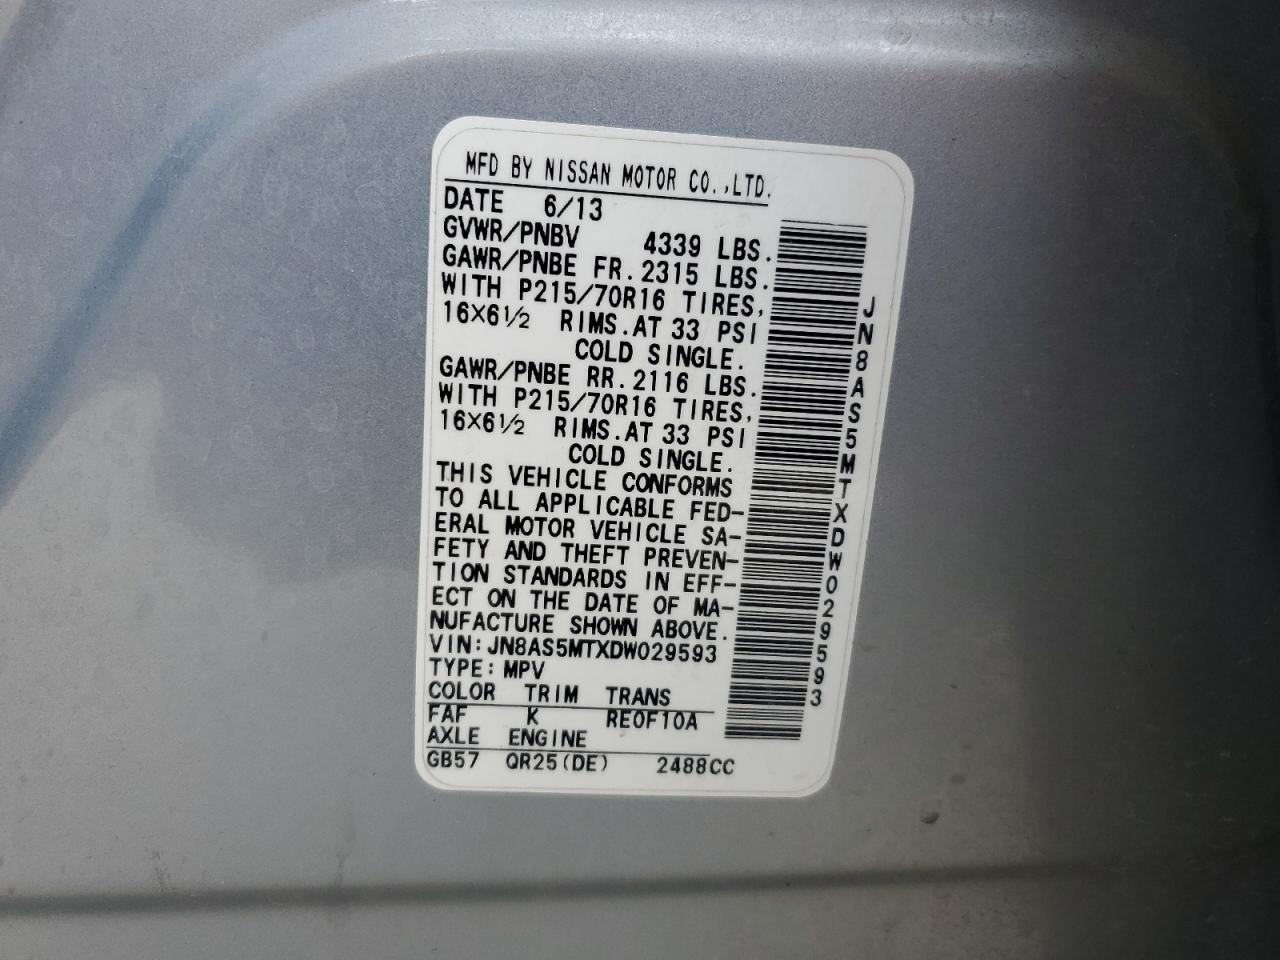 MFD BY NISSAN MOTOR CO.,LTD.
DATE 6/13
GVWR/PNBV 4339 LBS.
GAWR/PNBE FR. 2315 LBS.
WITH P215/70R16 TIRES,
16X6½ RIMS. AT 33 PSI
COLD SINGLE.
GAWR/PNBE RR. 2116 LBS.
WITH P215/70R16 TIRES,
16X6½ RIMS. AT 33 PSI
COLD SINGLE.
THIS VEHICLE CONFORMS
TO ALL APPLICABLE FED-
ERAL MOTOR VEHICLE SA-
FETY AND THEFT PREVEN-
TION STANDARDS IN EFF-
ECT ON THE DATE OF MA-
NUFACTURE SHOWN ABOVE.
VIN:JN8AS5MTXDW029593
TYPE:MPV
COLOR TRIM TRANS
FAF K RE0F10A
AXLE ENGINE
GB57 QR25(DE) 2488CC
JN8AS5MTXDW029593